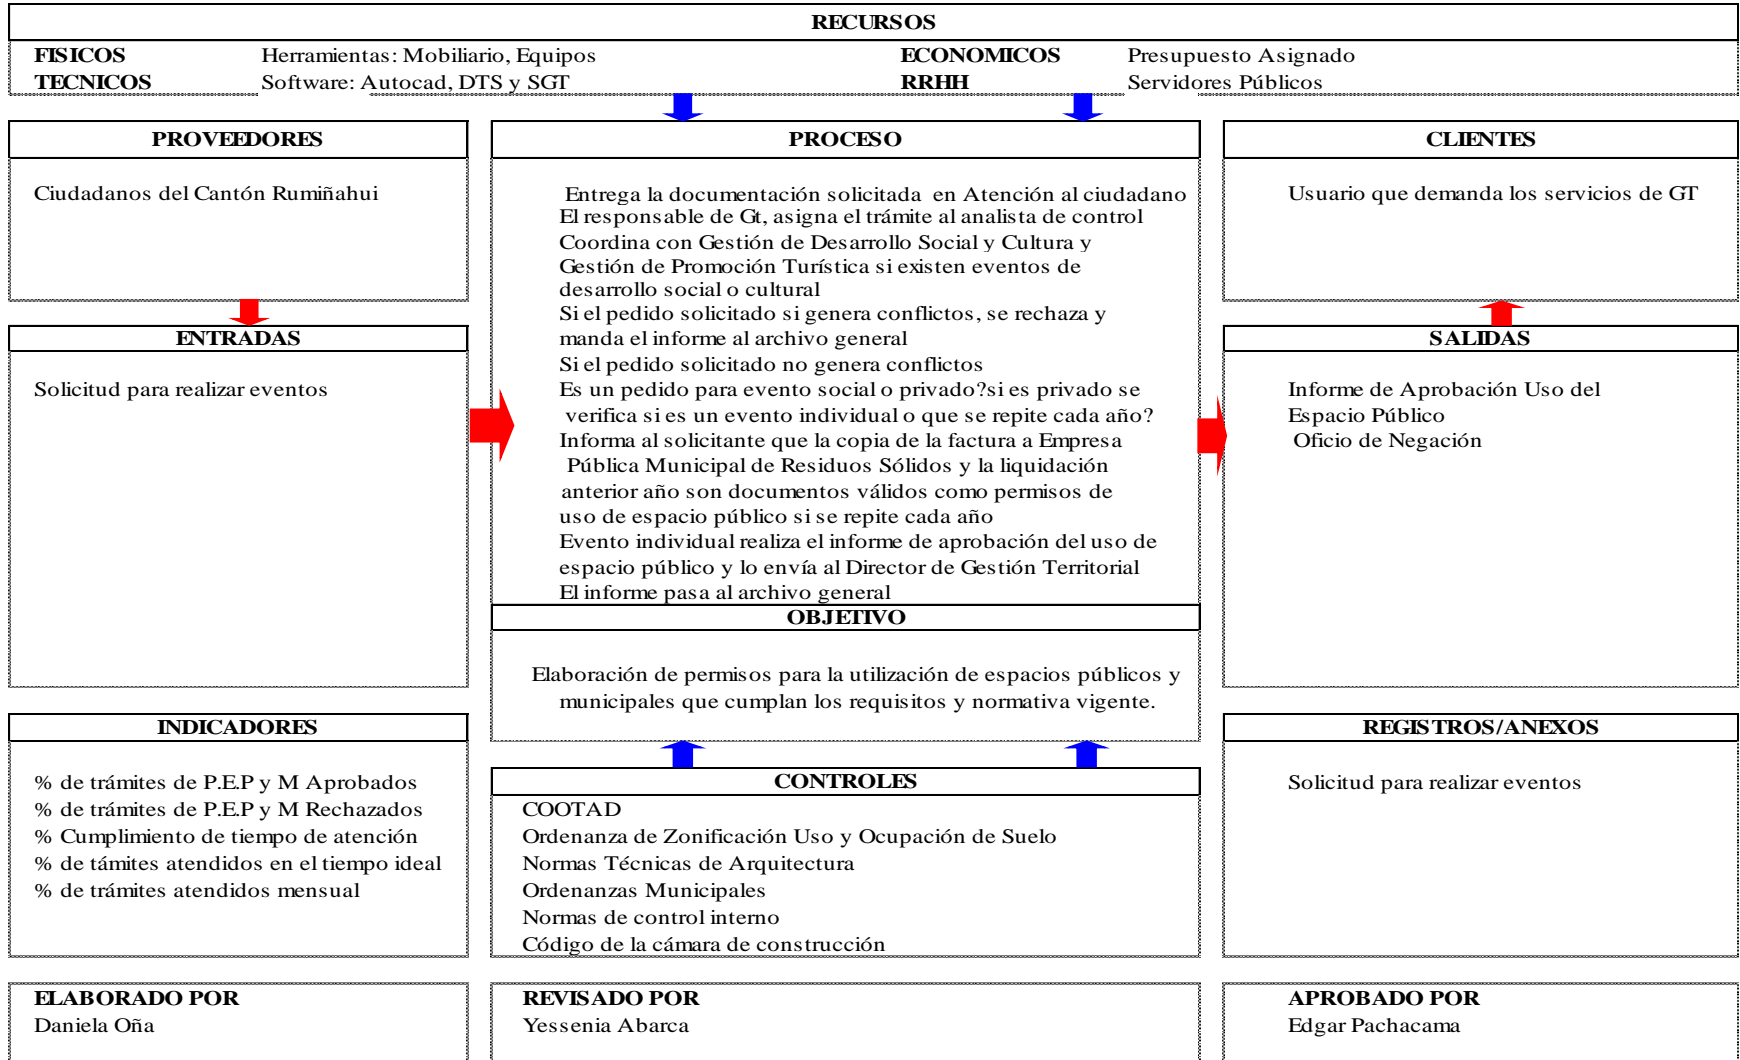 RECURSOS
FISICOS Herramientas: Mobiliario, Equipos ECONOMICOS Presupuesto Asignado
TECNICOS Software: Autocad, DTS y SGT RRHH Servidores Públicos
PROVEEDORES
Ciudadanos del Cantón Rumiñahui
ENTRADAS
Solicitud para realizar eventos
PROCESO
Entrega la documentación solicitada en Atención al ciudadano
El responsable de Gt, asigna el trámite al analista de control
Coordina con Gestión de Desarrollo Social y Cultura y
Gestión de Promoción Turística si existen eventos de
desarrollo social o cultural
Si el pedido solicitado si genera conflictos, se rechaza y
manda el informe al archivo general
Si el pedido solicitado no genera conflictos
Es un pedido para evento social o privado?si es privado se
verifica si es un evento individual o que se repite cada año?
Informa al solicitante que la copia de la factura a Empresa
Pública Municipal de Residuos Sólidos y la liquidación
anterior año son documentos válidos como permisos de
uso de espacio público si se repite cada año
Evento individual realiza el informe de aprobación del uso de
espacio público y lo envía al Director de Gestión Territorial
El informe pasa al archivo general
OBJETIVO
Elaboración de permisos para la utilización de espacios públicos y
municipales que cumplan los requisitos y normativa vigente.
CLIENTES
Usuario que demanda los servicios de GT
SALIDAS
Informe de Aprobación Uso del
Espacio Público
Oficio de Negación
INDICADORES
% de trámites de P.E.P y M Aprobados
% de trámites de P.E.P y M Rechazados
% Cumplimiento de tiempo de atención
% de támites atendidos en el tiempo ideal
% de trámites atendidos mensual
CONTROLES
COOTAD
Ordenanza de Zonificación Uso y Ocupación de Suelo
Normas Técnicas de Arquitectura
Ordenanzas Municipales
Normas de control interno
Código de la cámara de construcción
REGISTROS/ANEXOS
Solicitud para realizar eventos
ELABORADO POR
Daniela Oña
REVISADO POR
Yessenia Abarca
APROBADO POR
Edgar Pachacama